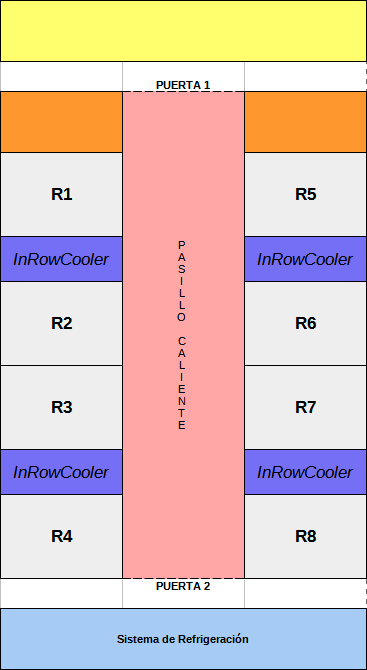 PUERTA 1
R1
R5
InRowCooler
InRowCooler
R2
R6
PASILLO CALIENTE
R3
R7
InRowCooler
InRowCooler
R4
R8
PUERTA 2
Sistema de Refrigeración